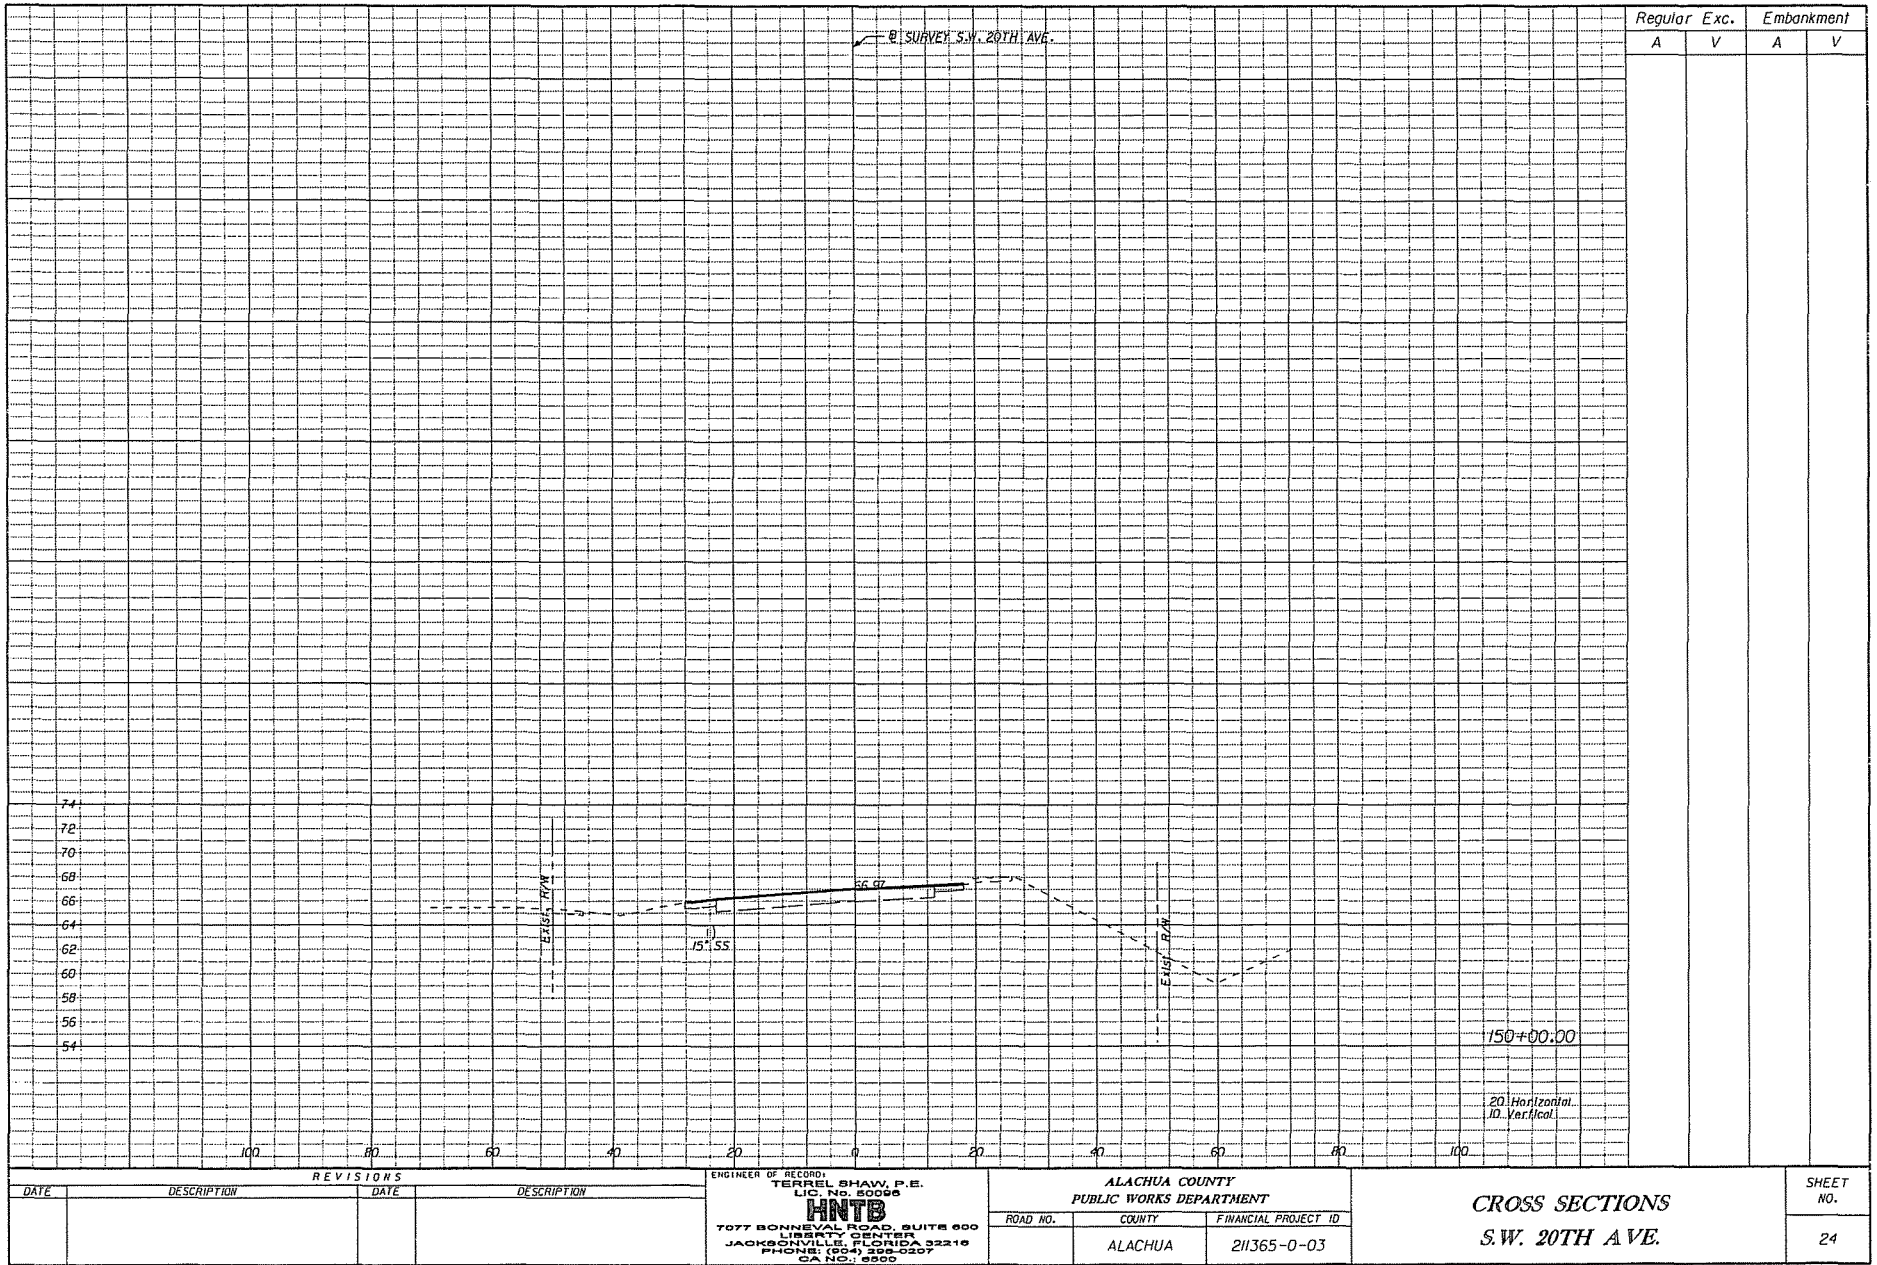 Regular Exc. Embankment
A V A V
SURVEY S.W. 20TH AVE.
74
72
70
68
66
64
62
60
58
56
54
Exist. R/W
66.97
15" SS
Exist. R/W
150+00.00
20 Horizontal
10 Vertical
100 80 60 40 20 0 20 40 60 80 100
REVISIONS
DATE DESCRIPTION DATE DESCRIPTION
ENGINEER OF RECORD:
TERREL SHAW, P.E.
LIC. No. 50096
HNTB
7077 BONNEVAL ROAD, SUITE 600
LIBERTY CENTER
JACKSONVILLE, FLORIDA 32216
PHONE: (904) 296-0207
CA NO.: 6500
ALACHUA COUNTY
PUBLIC WORKS DEPARTMENT
ROAD NO. COUNTY FINANCIAL PROJECT ID
ALACHUA 211365-0-03
CROSS SECTIONS
S.W. 20TH AVE.
SHEET
NO.
24